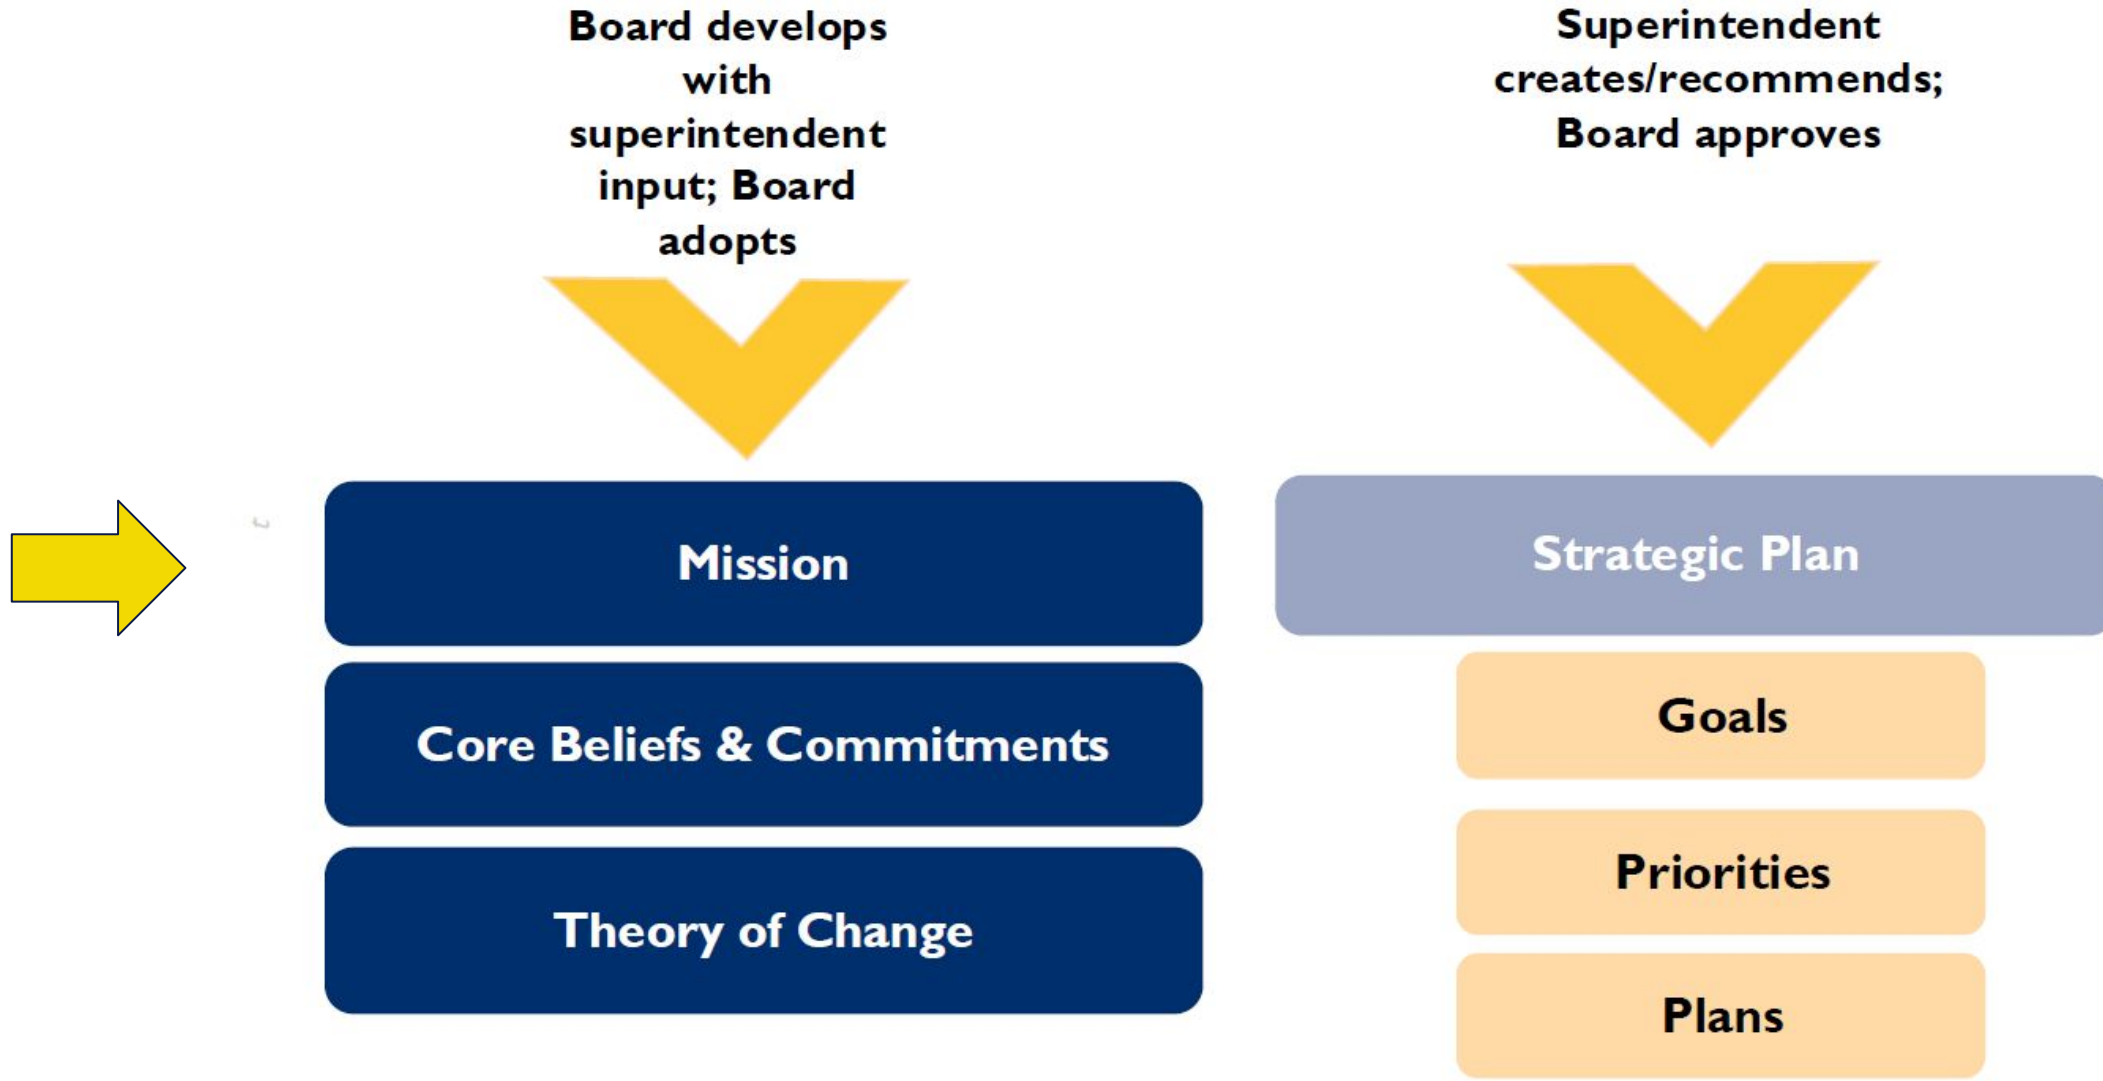 Board develops
with
superintendent
input; Board
adopts
Mission
Core Beliefs & Commitments
Theory of Change
Superintendent
creates/recommends;
Board approves
Strategic Plan
Goals
Priorities
Plans